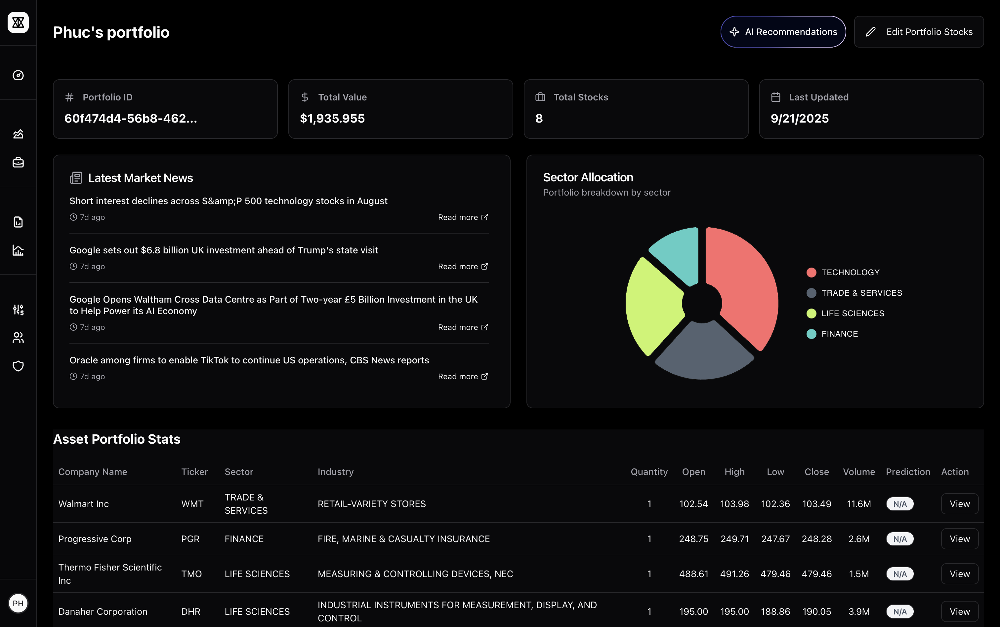 Phuc's portfolio
AI Recommendations
Edit Portfolio Stocks
Portfolio ID
60f474d4-56b8-462...
Total Value
$1,935.955
Total Stocks
8
Last Updated
9/21/2025
Latest Market News
Short interest declines across S&amp;P 500 technology stocks in August
7d ago
Read more
Google sets out $6.8 billion UK investment ahead of Trump's state visit
7d ago
Read more
Google Opens Waltham Cross Data Centre as Part of Two-year £5 Billion Investment in the UK
to Help Power its AI Economy
7d ago
Read more
Oracle among firms to enable TikTok to continue US operations, CBS News reports
7d ago
Read more
Sector Allocation
Portfolio breakdown by sector
TECHNOLOGY
TRADE & SERVICES
LIFE SCIENCES
FINANCE
Asset Portfolio Stats
Company Name Ticker Sector Industry Quantity Open High Low Close Volume Prediction Action
Walmart Inc WMT TRADE &
SERVICES RETAIL-VARIETY STORES 1 102.54 103.98 102.36 103.49 11.6M N/A View
Progressive Corp PGR FINANCE FIRE, MARINE & CASUALTY INSURANCE 1 248.75 249.71 247.67 248.28 2.6M N/A View
Thermo Fisher Scientific
Inc TMO LIFE SCIENCES MEASURING & CONTROLLING DEVICES, NEC 1 488.61 491.26 479.46 479.46 1.5M N/A View
Danaher Corporation DHR LIFE SCIENCES INDUSTRIAL INSTRUMENTS FOR MEASUREMENT, DISPLAY, AND
CONTROL 1 195.00 195.00 188.86 190.05 3.9M N/A View
PH